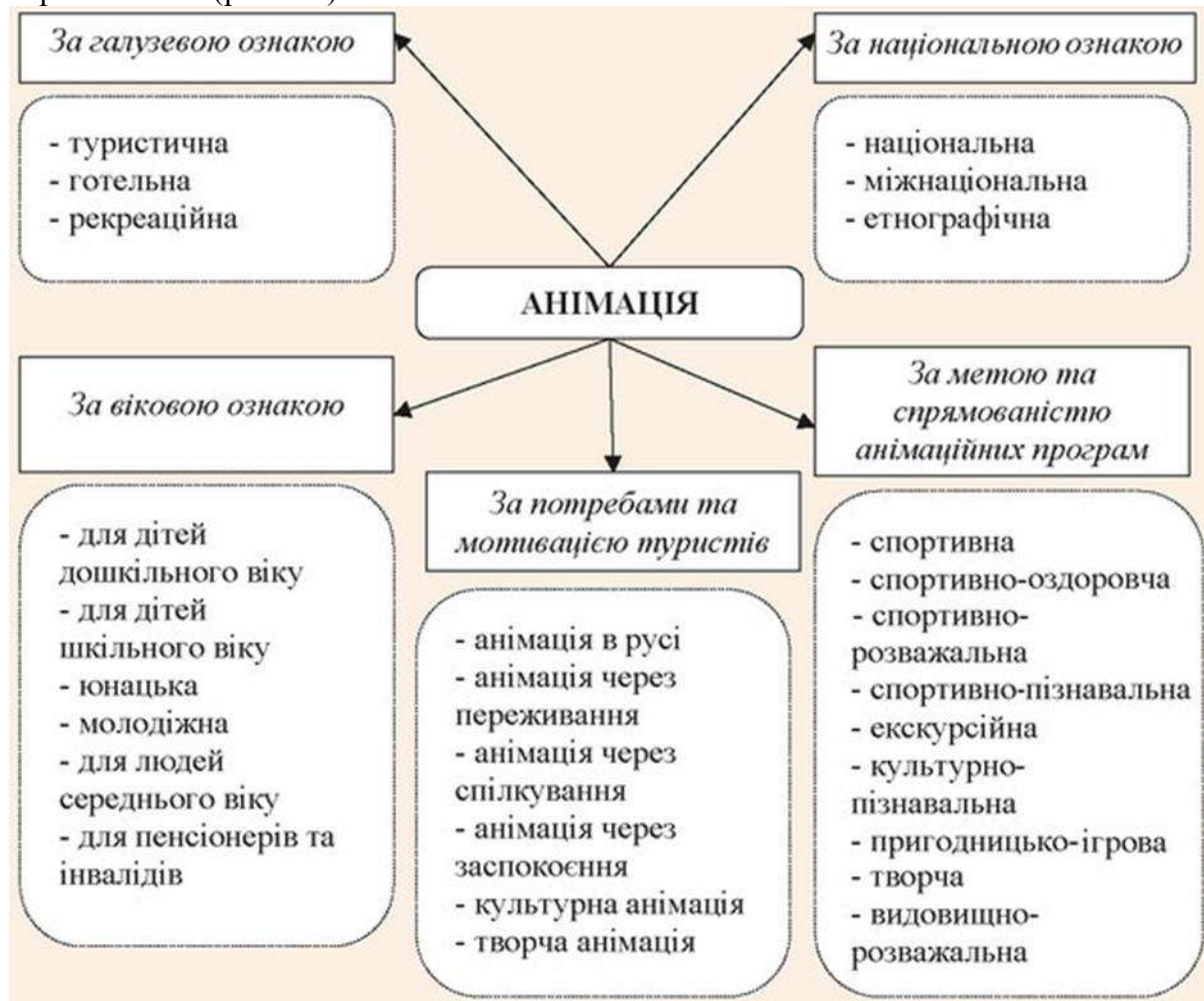 За галузевою ознакою
- туристична
- готельна
- рекреаційна
За національною ознакою
- національна
- міжнаціональна
- етнографічна
АНІМАЦІЯ
За віковою ознакою
- для дітей
дошкільного віку
- для дітей
шкільного віку
- юнацька
- молодіжна
- для людей
середнього віку
- для пенсіонерів та
інвалідів
За потребами та
мотивацією туристів
- анімація в русі
- анімація через
переживання
- анімація через
спілкування
- анімація через
заспокоєння
- культурна анімація
- творча анімація
За метою та
спрямованістю
анімаційних програм
- спортивна
- спортивно-оздоровча
- спортивно-
розважальна
- спортивно-пізнавальна
- екскурсійна
- культурно-
пізнавальна
- пригодницько-ігрова
- творча
- видовищно-
розважальна